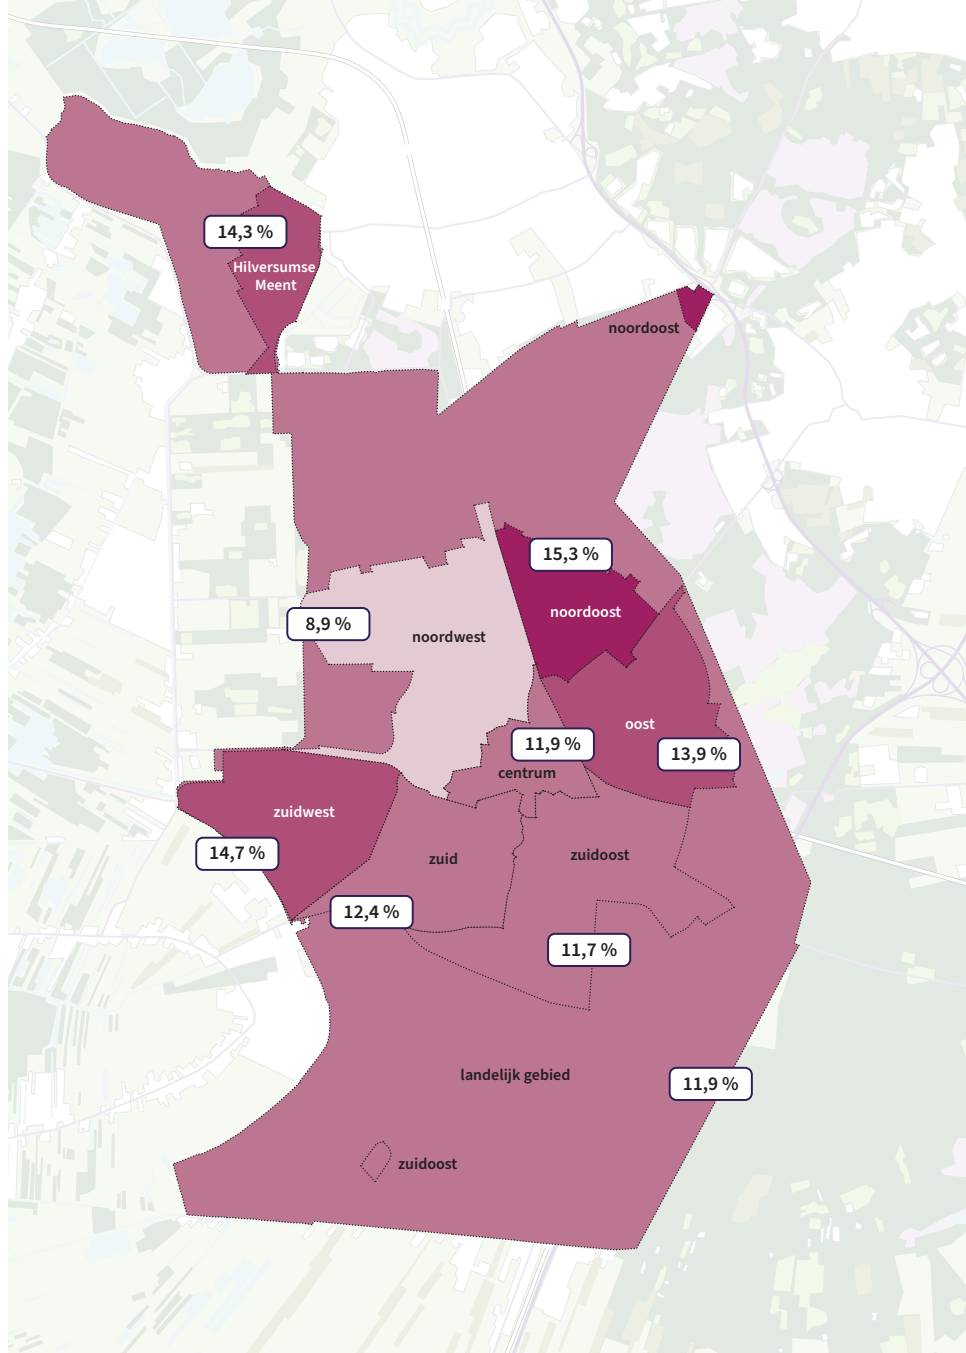 14,3 %
Hilversumse
Meent
noordoost
15,3 %
noordoost
8,9 %
noordwest
oost
11,9 %
13,9 %
centrum
zuidwest
14,7 %
zuid
zuidoost
12,4 %
11,7 %
landelijk gebied
11,9 %
zuidoost